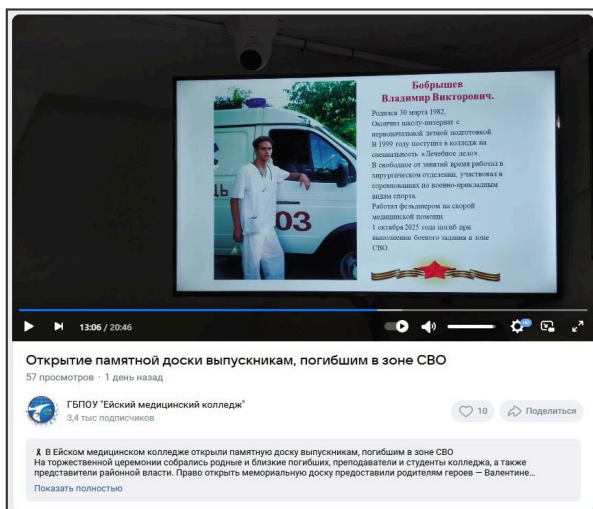 Бобрышев
Владимир Викторович.
Родился 30 марта 1982,
Окончил школу-интернат с
первоначальной летной подготовкой.
В 1999 году поступил в колледж на
специальность «Лечебное дело».
В свободное от занятий время работал в
хирургическом отделении, участвовал в
соревнованиях по военно-прикладным
видам спорта.
Работал фельдшером на скорой
медицинской помощи.
1 октября 2025 года погиб при
выполнении боевого задания в зоне
СВО.
ДЬ
03
13:06 / 20:46
HD
Открытие памятной доски выпускникам, погибшим в зоне СВО
57 просмотров · 1 день назад
ГБПОУ "Ейский медицинский колледж"
3,4 тыс подписчиков
10
Поделиться
🎗 В Ейском медицинском колледже открыли памятную доску выпускникам, погибшим в зоне СВО
На торжественной церемонии собрались родные и близкие погибших, преподаватели и студенты колледжа, а также
представители районной власти. Право открыть мемориальную доску предоставили родителям героев — Валентине...
Показать полностью